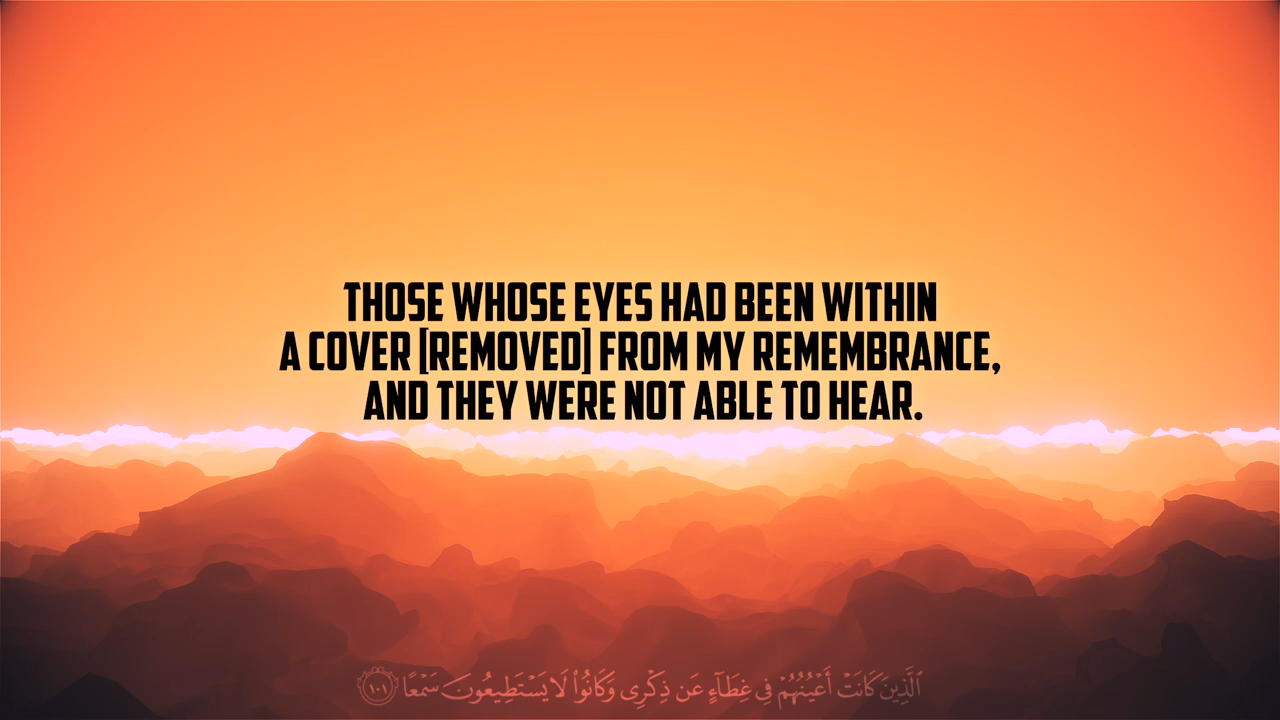 THOSE WHOSE EYES HAD BEEN WITHIN
A COVER [REMOVED] FROM MY REMEMBRANCE,
AND THEY WERE NOT ABLE TO HEAR.
ٱلَّذِينَ كَانَتْ أَعْيُنُهُمْ فِى غِطَآءٍ عَن ذِكْرِى وَكَانُوا۟ لَا يَسْتَطِيعُونَ سَمْعًا ١٠١